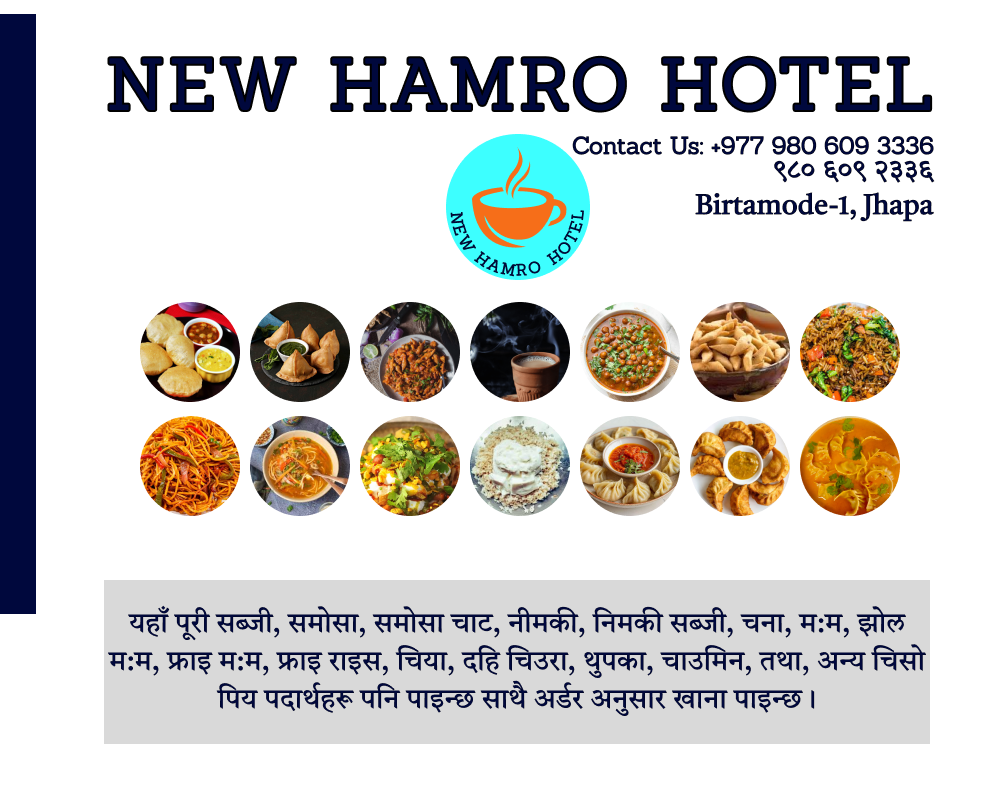 NEW HAMRO HOTEL
Contact Us: +977 980 609 3336
९८० ६०९ २३३६
Birtamode-1, Jhapa
NEW HAMRO HOTEL
यहाँ पूरी सब्जी, समोसा, समोसा चाट, नीमकी, निमकी सब्जी, चना, म:म, झोल
म:म, फ्राइ म:म, फ्राइ राइस, चिया, दहि चिउरा, थुपका, चाउमिन, तथा, अन्य चिसो
पिय पदार्थहरू पनि पाइन्छ साथै अर्डर अनुसार खाना पाइन्छ।